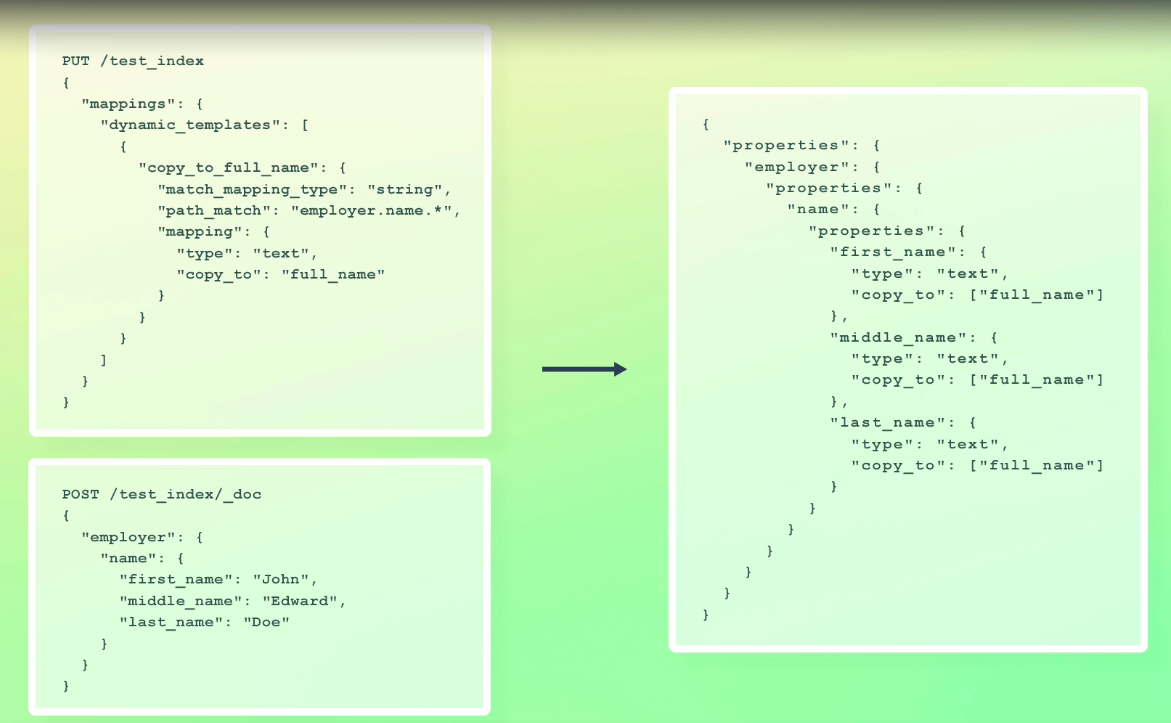 PUT /test_index
{
  "mappings": {
    "dynamic_templates": [
      {
        "copy_to_full_name": {
          "match_mapping_type": "string",
          "path_match": "employer.name.*",
          "mapping": {
            "type": "text",
            "copy_to": "full_name"
          }
        }
      }
    ]
  }
}
POST /test_index/_doc
{
  "employer": {
    "name": {
      "first_name": "John",
      "middle_name": "Edward",
      "last_name": "Doe"
    }
  }
}
{
  "properties": {
    "employer": {
      "properties": {
        "name": {
          "properties": {
            "first_name": {
              "type": "text",
              "copy_to": ["full_name"]
            },
            "middle_name": {
              "type": "text",
              "copy_to": ["full_name"]
            },
            "last_name": {
              "type": "text",
              "copy_to": ["full_name"]
            }
          }
        }
      }
    }
  }
}